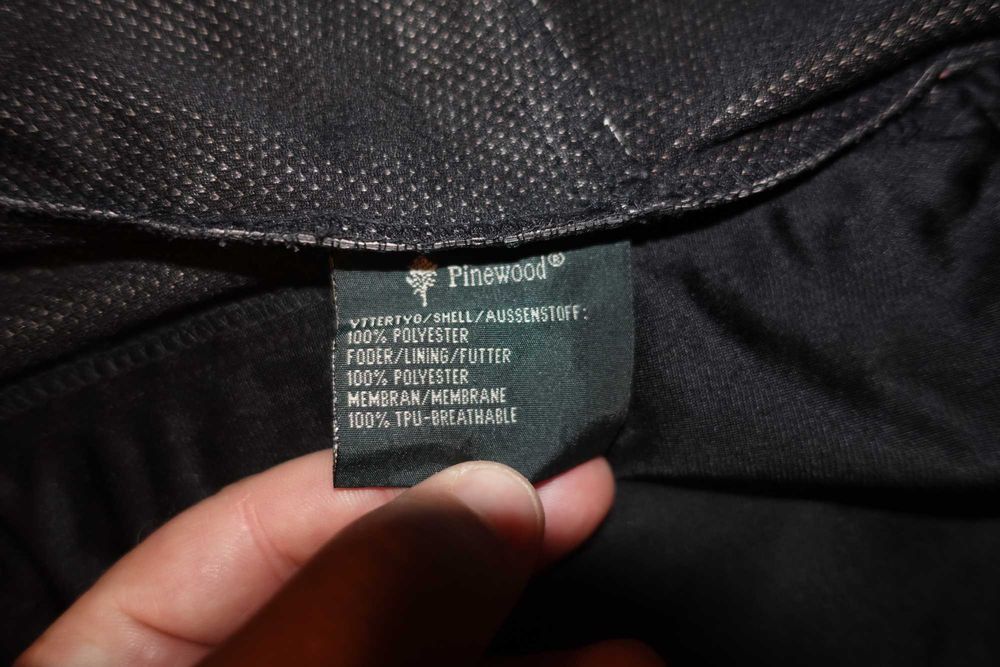 Pinewood®
YTTERTYG/SHELL/AUSSENSTOFF:
100% POLYESTER
FODER/LINING/FUTTER
100% POLYESTER
MEMBRAN/MEMBRANE
100% TPU-BREATHABLE